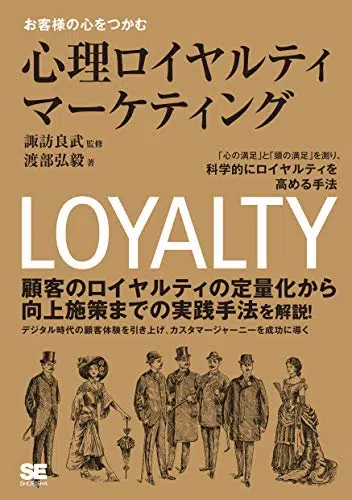 お客様の心をつかむ
心理ロイヤルティ
マーケティング
諏訪良武 監修
渡部弘毅 著
「心の満足」と「頭の満足」を測り、
科学的にロイヤルティを
高める手法
LOYALTY
顧客のロイヤルティの定量化から
向上施策までの実践手法を解説!
デジタル時代の顧客体験を引き上げ、カスタマージャーニーを成功に導く
SE
SHOEISHA